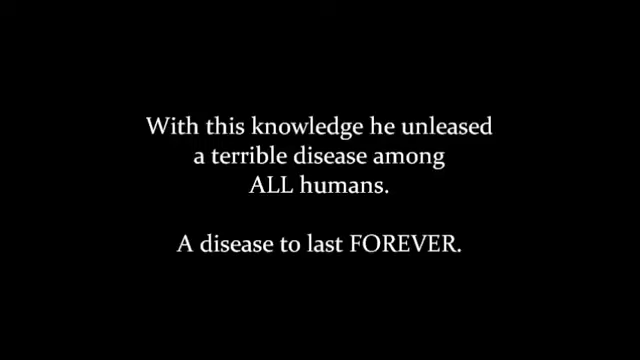 With this knowledge he unleased
a terrible disease among
ALL humans.
A disease to last FOREVER.